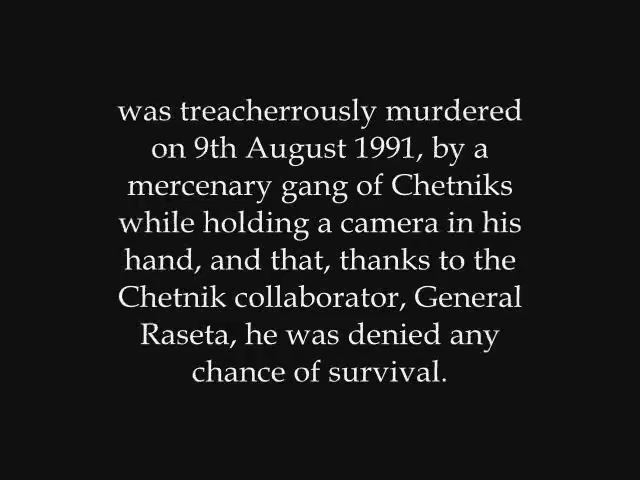 was treacherrously murdered
on 9th August 1991, by a
mercenary gang of Chetniks
while holding a camera in his
hand, and that, thanks to the
Chetnik collaborator, General
Raseta, he was denied any
chance of survival.